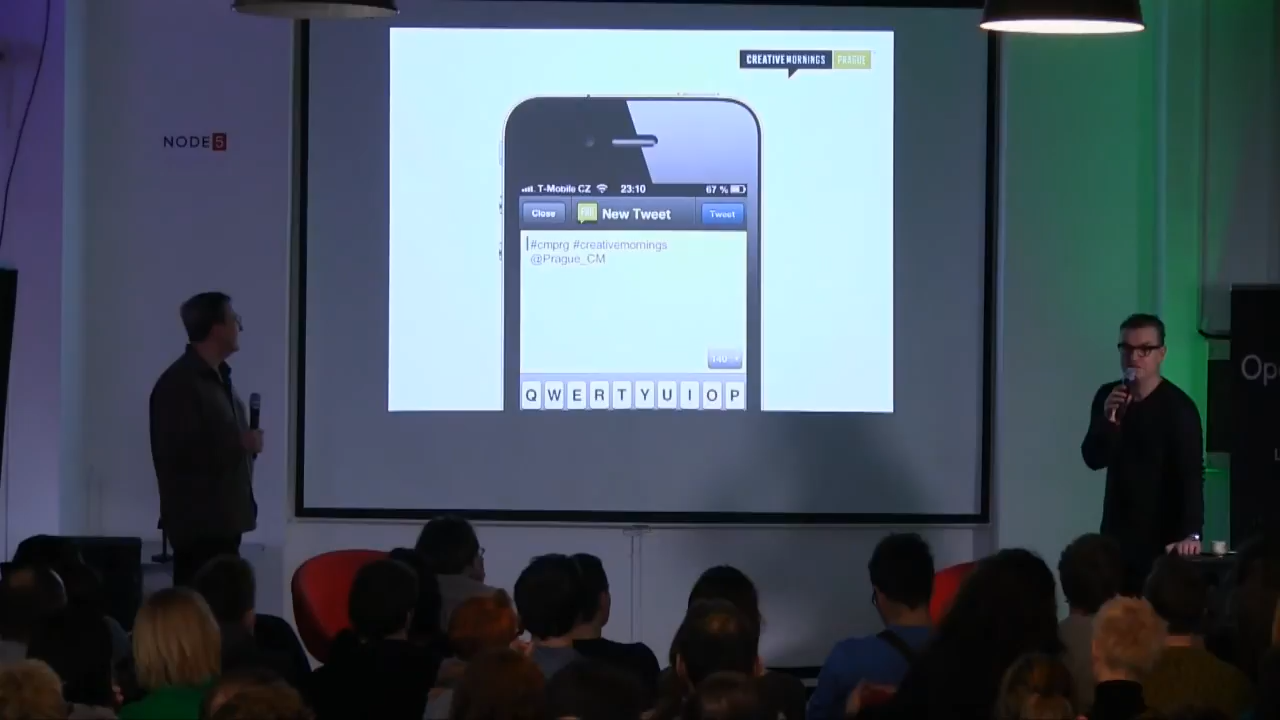 CREATIVEMORNINGS PRAGUE
NODE5
T-Mobile CZ 23:10 67 %
Close New Tweet Tweet
#cmprg #creativemornings
@Prague_CM
140
Q W E R T Y U I O P
Op